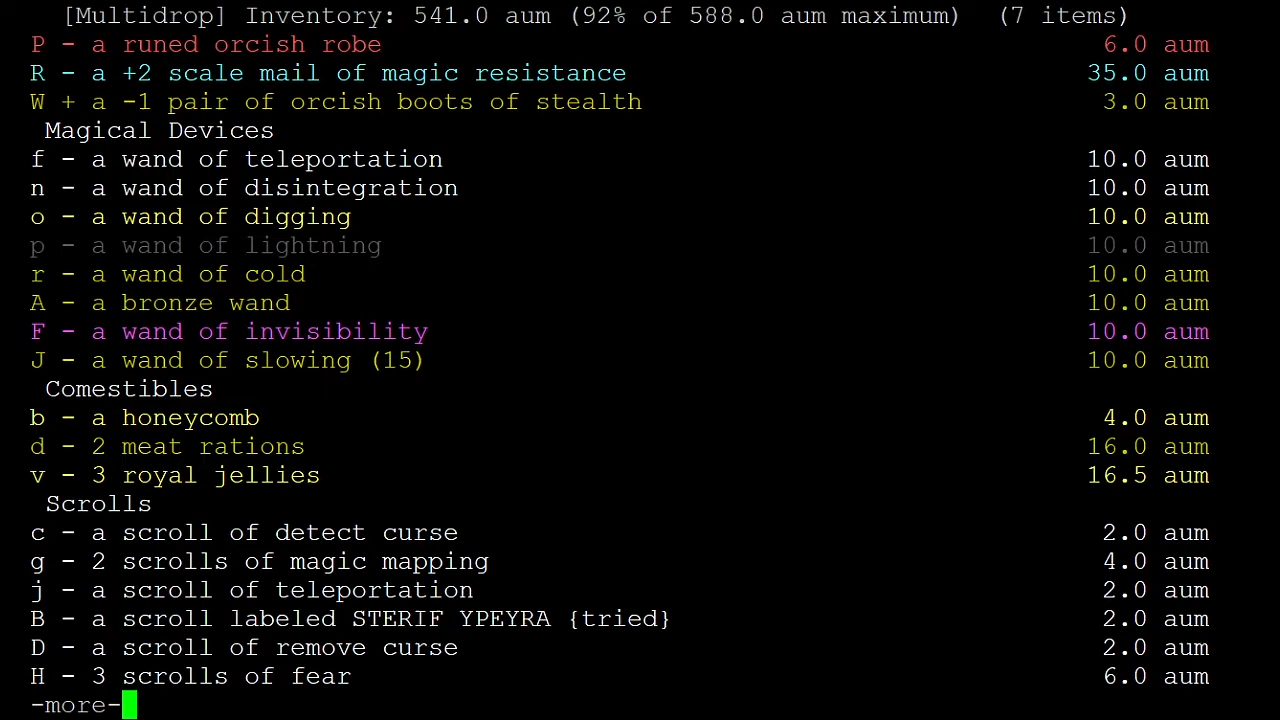 [Multidrop] Inventory: 541.0 aum (92% of 588.0 aum maximum)  (7 items)
P - a runed orcish robe 6.0 aum
R - a +2 scale mail of magic resistance 35.0 aum
W + a -1 pair of orcish boots of stealth 3.0 aum
Magical Devices
f - a wand of teleportation 10.0 aum
n - a wand of disintegration 10.0 aum
o - a wand of digging 10.0 aum
p - a wand of lightning 10.0 aum
r - a wand of cold 10.0 aum
A - a bronze wand 10.0 aum
F - a wand of invisibility 10.0 aum
J - a wand of slowing (15) 10.0 aum
Comestibles
b - a honeycomb 4.0 aum
d - 2 meat rations 16.0 aum
v - 3 royal jellies 16.5 aum
Scrolls
c - a scroll of detect curse 2.0 aum
g - 2 scrolls of magic mapping 4.0 aum
j - a scroll of teleportation 2.0 aum
B - a scroll labeled STERIF YPEYRA {tried} 2.0 aum
D - a scroll of remove curse 2.0 aum
H - 3 scrolls of fear 6.0 aum
-more-